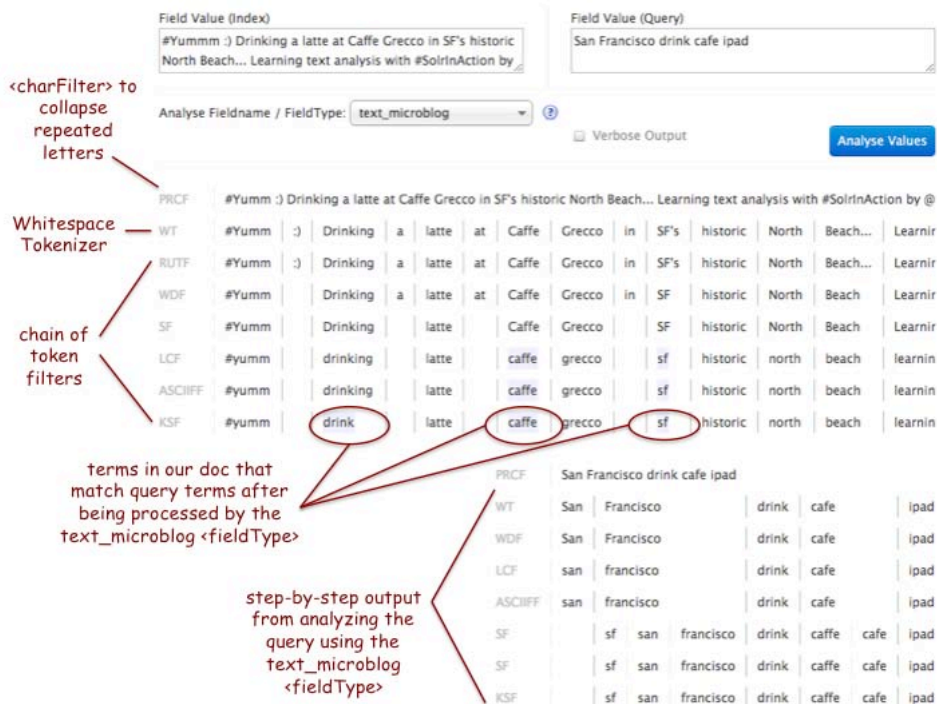 Field Value (Index)
Field Value (Query)
#Yummm :) Drinking a latte at Caffe Grecco in SF's historic
North Beach... Learning text analysis with #SolrInAction by
San Francisco drink cafe ipad
<charFilter> to
collapse
repeated
letters
Analyse Fieldname / FieldType: text_microblog ?
Verbose Output
Analyse Values
PRCF #Yumm :) Drinking a latte at Caffe Grecco in SF's historic North Beach... Learning text analysis with #SolrInAction by @
Whitespace
Tokenizer
WT #Yumm :) Drinking a latte at Caffe Grecco in SF's historic North Beach... Learnin
RUTF #Yumm :) Drinking a latte at Caffe Grecco in SF's historic North Beach... Learnin
WDF #Yumm Drinking a latte at Caffe Grecco in SF historic North Beach Learnin
chain of
token
filters
SF #Yumm Drinking latte Caffe Grecco SF historic North Beach Learnin
LCF #yumm drinking latte caffe grecco sf historic north beach learnin
ASCIIFF #yumm drinking latte caffe grecco sf historic north beach learnin
KSF #yumm drink latte caffe grecco sf historic north beach learnin
terms in our doc that
match query terms after
being processed by the
text_microblog <fieldType>
PRCF San Francisco drink cafe ipad
WT San Francisco drink cafe ipad
WDF San Francisco drink cafe ipad
LCF san francisco drink cafe ipad
ASCIIFF san francisco drink cafe ipad
SF sf san francisco drink caffe cafe ipad
SF sf san francisco drink caffe cafe ipad
KSF sf san francisco drink caffe cafe ipad
step-by-step output
from analyzing the
query using the
text_microblog
<fieldType>